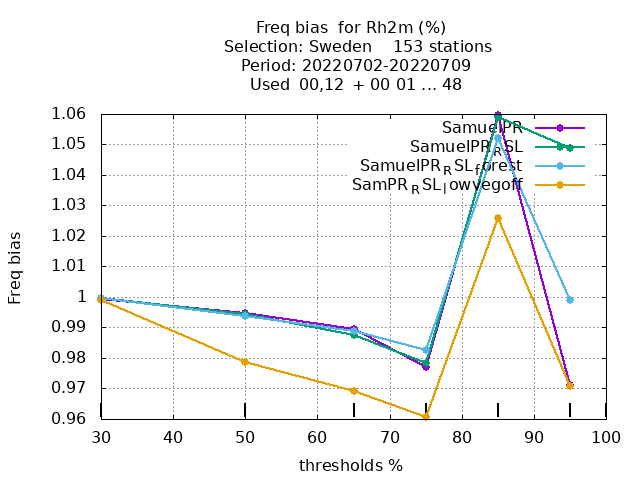 Freq bias  for Rh2m (%)
Selection: Sweden    153 stations
Period: 20220702-20220709
Used  00,12  + 00 01 ... 48
1.06
1.05
1.04
1.03
1.02
1.01
1
0.99
0.98
0.97
0.96
Freq bias
SamuelPR
SamuelPR_RSL
SamuelPR_RSL_forest
SamPR_RSL_lowvegoff
30 40 50 60 70 80 90 100
thresholds %